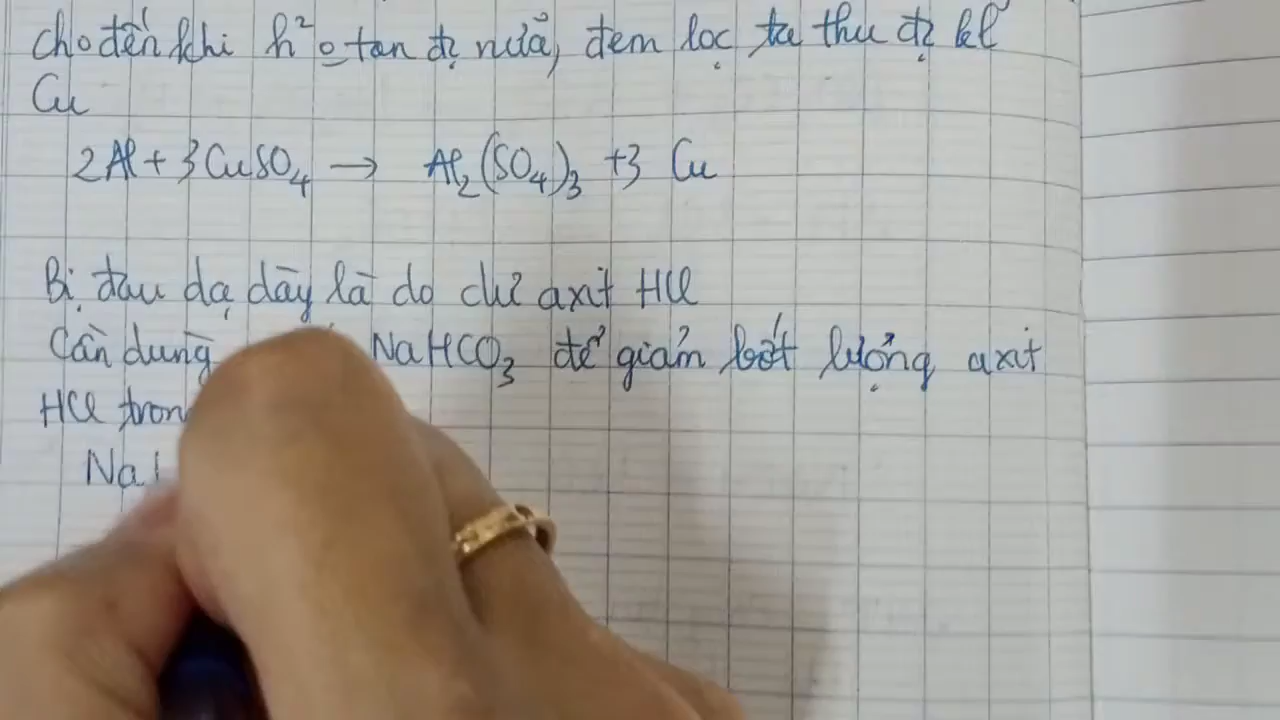 cho đến khi h² o tan đc nữa, đem lọc ta thu đc kl
Cu
2Al + 3CuSO₄ → Al₂(SO₄)₃ + 3 Cu
Bị đau dạ dày là do dư axit HCl
Cần dùng NaHCO₃ để giảm bớt lượng axit
HCl tron
Na